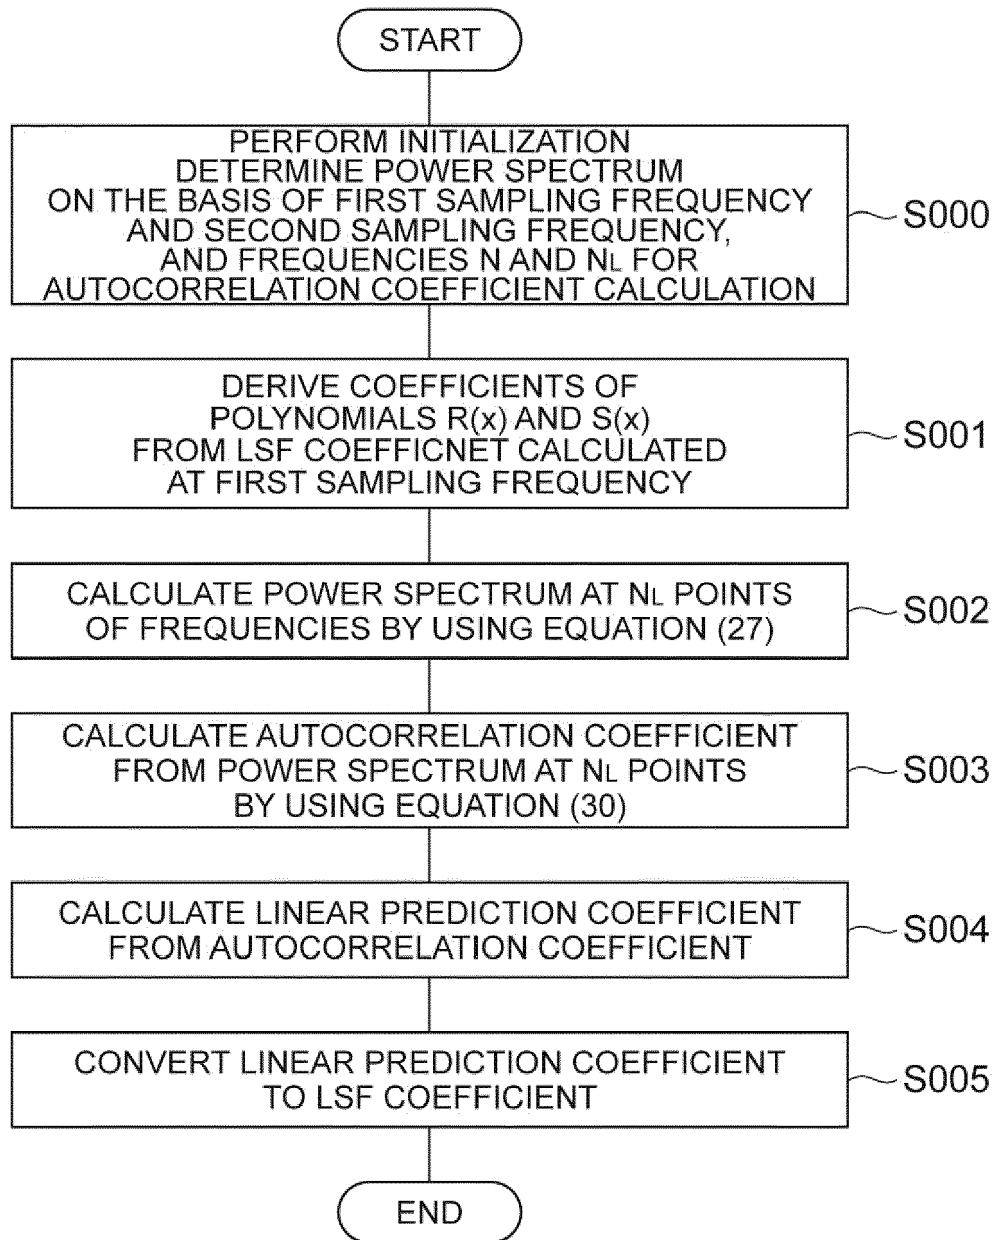 START
PERFORM INITIALIZATION
DETERMINE POWER SPECTRUM
ON THE BASIS OF FIRST SAMPLING FREQUENCY
AND SECOND SAMPLING FREQUENCY,
AND FREQUENCIES N AND NL FOR
AUTOCORRELATION COEFFICIENT CALCULATION
S000
DERIVE COEFFICIENTS OF
POLYNOMIALS R(x) AND S(x)
FROM LSF COEFFICNET CALCULATED
AT FIRST SAMPLING FREQUENCY
S001
CALCULATE POWER SPECTRUM AT NL POINTS
OF FREQUENCIES BY USING EQUATION (27)
S002
CALCULATE AUTOCORRELATION COEFFICIENT
FROM POWER SPECTRUM AT NL POINTS
BY USING EQUATION (30)
S003
CALCULATE LINEAR PREDICTION COEFFICIENT
FROM AUTOCORRELATION COEFFICIENT
S004
CONVERT LINEAR PREDICTION COEFFICIENT
TO LSF COEFFICIENT
S005
END